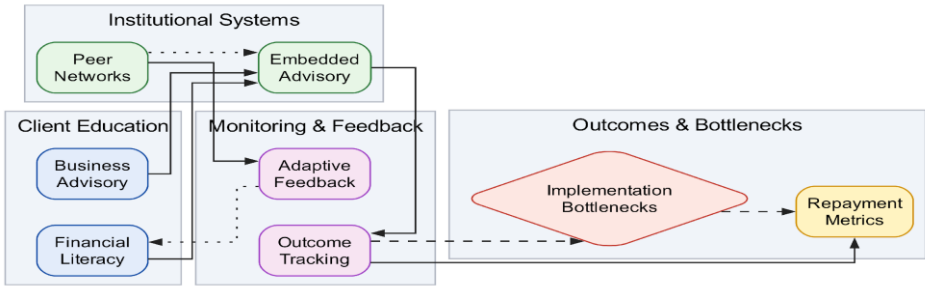 Institutional Systems
Peer
Networks
Embedded
Advisory
Client Education
Business
Advisory
Financial
Literacy
Monitoring & Feedback
Adaptive
Feedback
Outcome
Tracking
Outcomes & Bottlenecks
Implementation
Bottlenecks
Repayment
Metrics